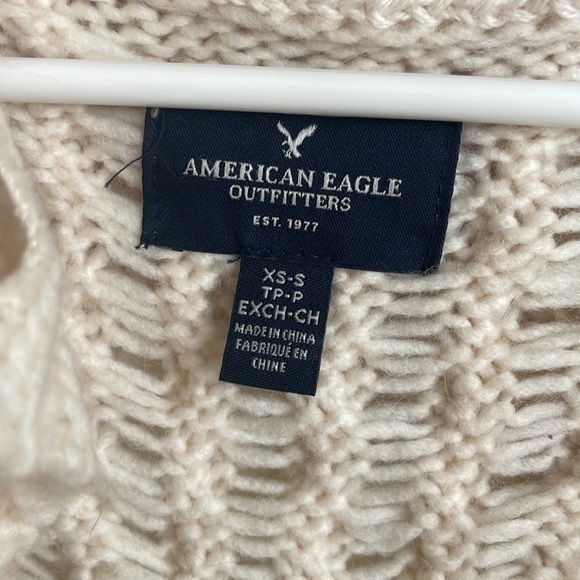 AMERICAN EAGLE
OUTFITTERS
EST. 1977
XS-S
TP-P
EXCH-CH
MADE IN CHINA
FABRIQUÉ EN
CHINE